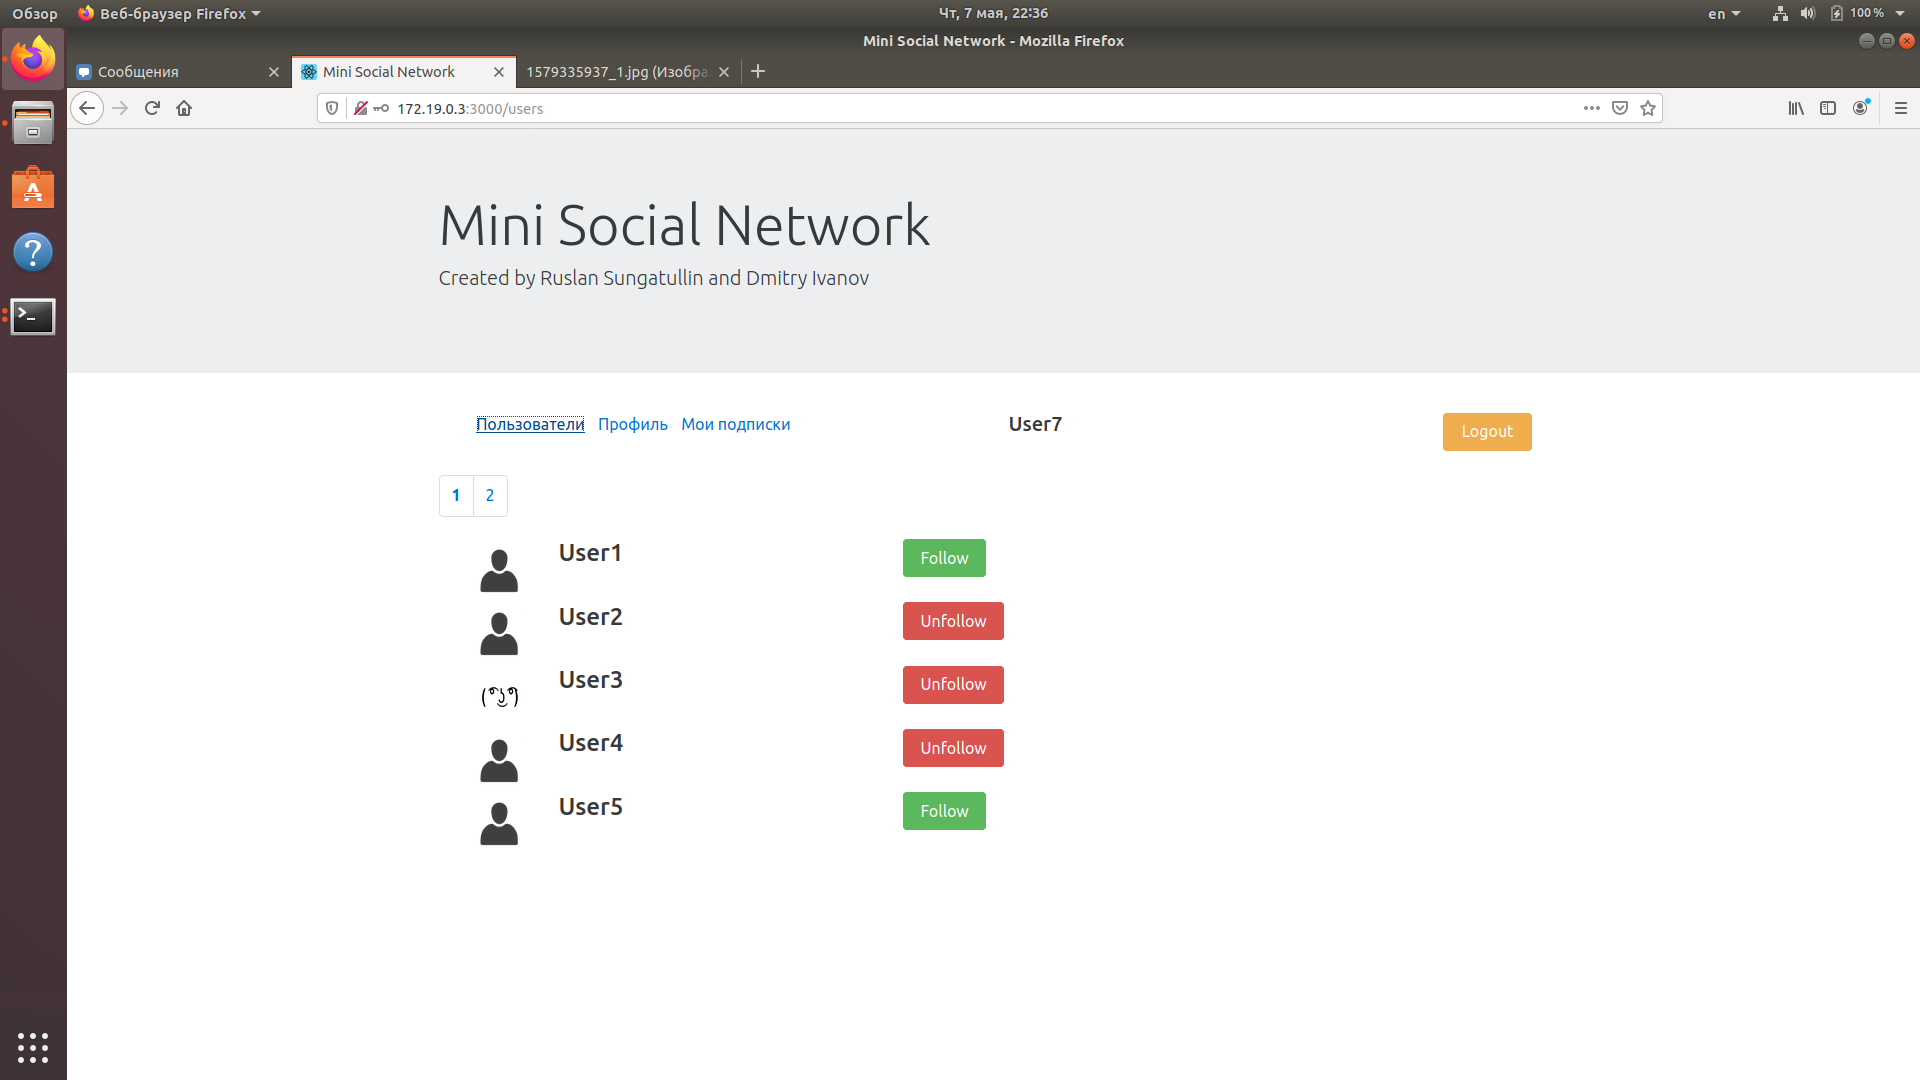 Обзор Веб-браузер Firefox Чт, 7 мая, 22:36 en 100 %
Mini Social Network - Mozilla Firefox
Сообщения Mini Social Network 1579335937_1.jpg (Изобра
172.19.0.3:3000/users
Mini Social Network
Created by Ruslan Sungatullin and Dmitry Ivanov
Пользователи Профиль Мои подписки User7 Logout
1 2
User1 Follow
User2 Unfollow
User3 Unfollow
( ͡° ͜ʖ ͡°)
User4 Unfollow
User5 Follow